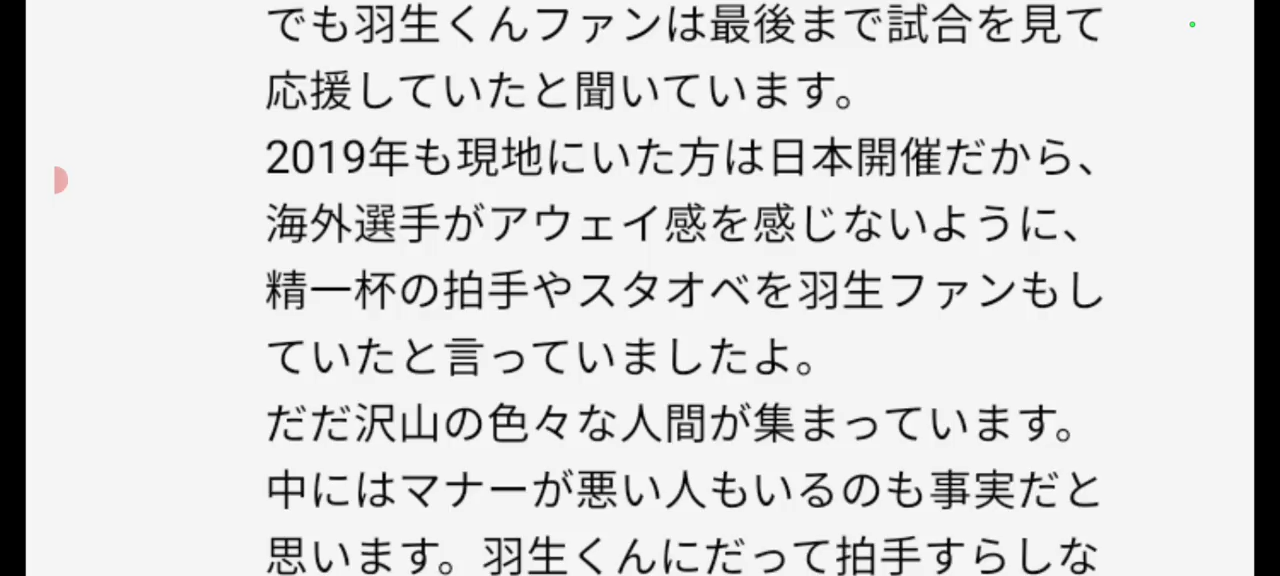 でも羽生くんファンは最後まで試合を見て
応援していたと聞いています。
2019年も現地にいた方は日本開催だから、
海外選手がアウェイ感を感じないように、
精一杯の拍手やスタオベを羽生ファンもし
ていたと言っていましたよ。
だだ沢山の色々な人間が集まっています。
中にはマナーが悪い人もいるのも事実だと
思います。羽生くんにだって拍手すらしな